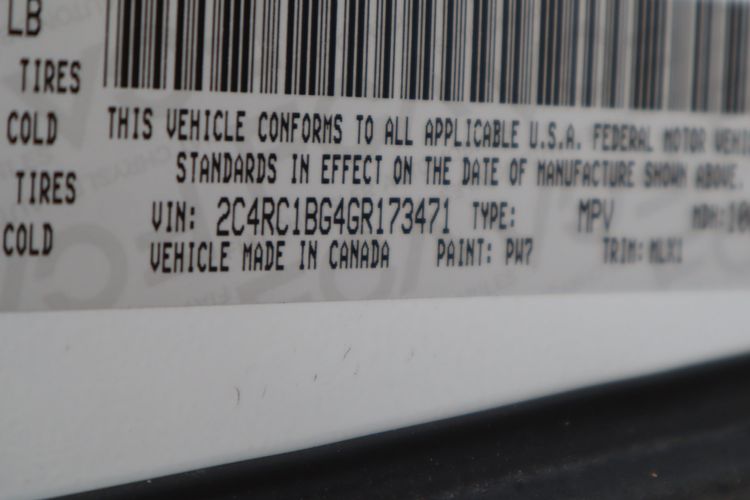 LB
TIRES
COLD
TIRES
COLD
THIS VEHICLE CONFORMS TO ALL APPLICABLE U.S.A. FEDERAL MOTOR
STANDARDS IN EFFECT ON THE DATE OF MANUFACTURE SHOWN ABOVE.
VIN: 2C4RC1BG4GR173471 TYPE: MPV
VEHICLE MADE IN CANADA PAINT: PW7 TRIM: